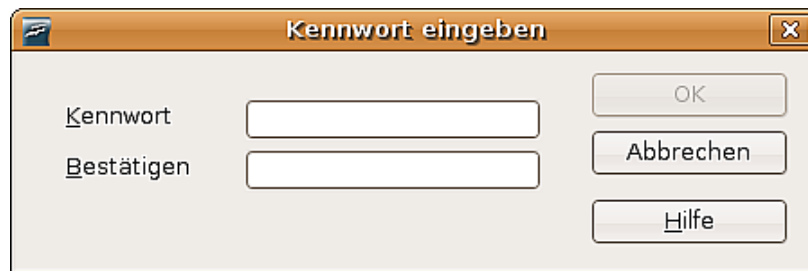 Kennwort eingeben
Kennwort
Bestätigen
OK
Abbrechen
Hilfe